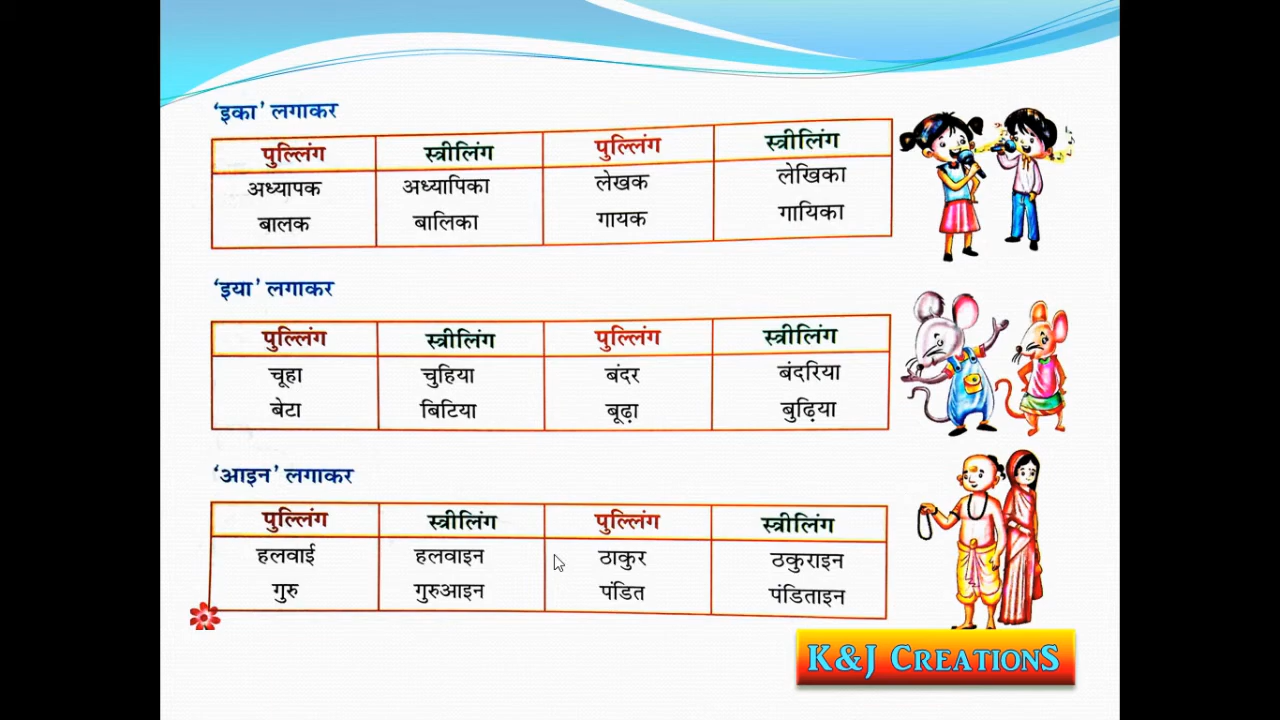 ‘इका’ लगाकर
पुल्लिंग स्त्रीलिंग पुल्लिंग स्त्रीलिंग
अध्यापक अध्यापिका लेखक लेखिका
बालक बालिका गायक गायिका
‘इया’ लगाकर
पुल्लिंग स्त्रीलिंग पुल्लिंग स्त्रीलिंग
चूहा चुहिया बंदर बंदरिया
बेटा बिटिया बूढ़ा बुढ़िया
‘आइन’ लगाकर
पुल्लिंग स्त्रीलिंग पुल्लिंग स्त्रीलिंग
हलवाई हलवाइन ठाकुर ठकुराइन
गुरु गुरुआइन पंडित पंडिताइन
K&J CREATIONS